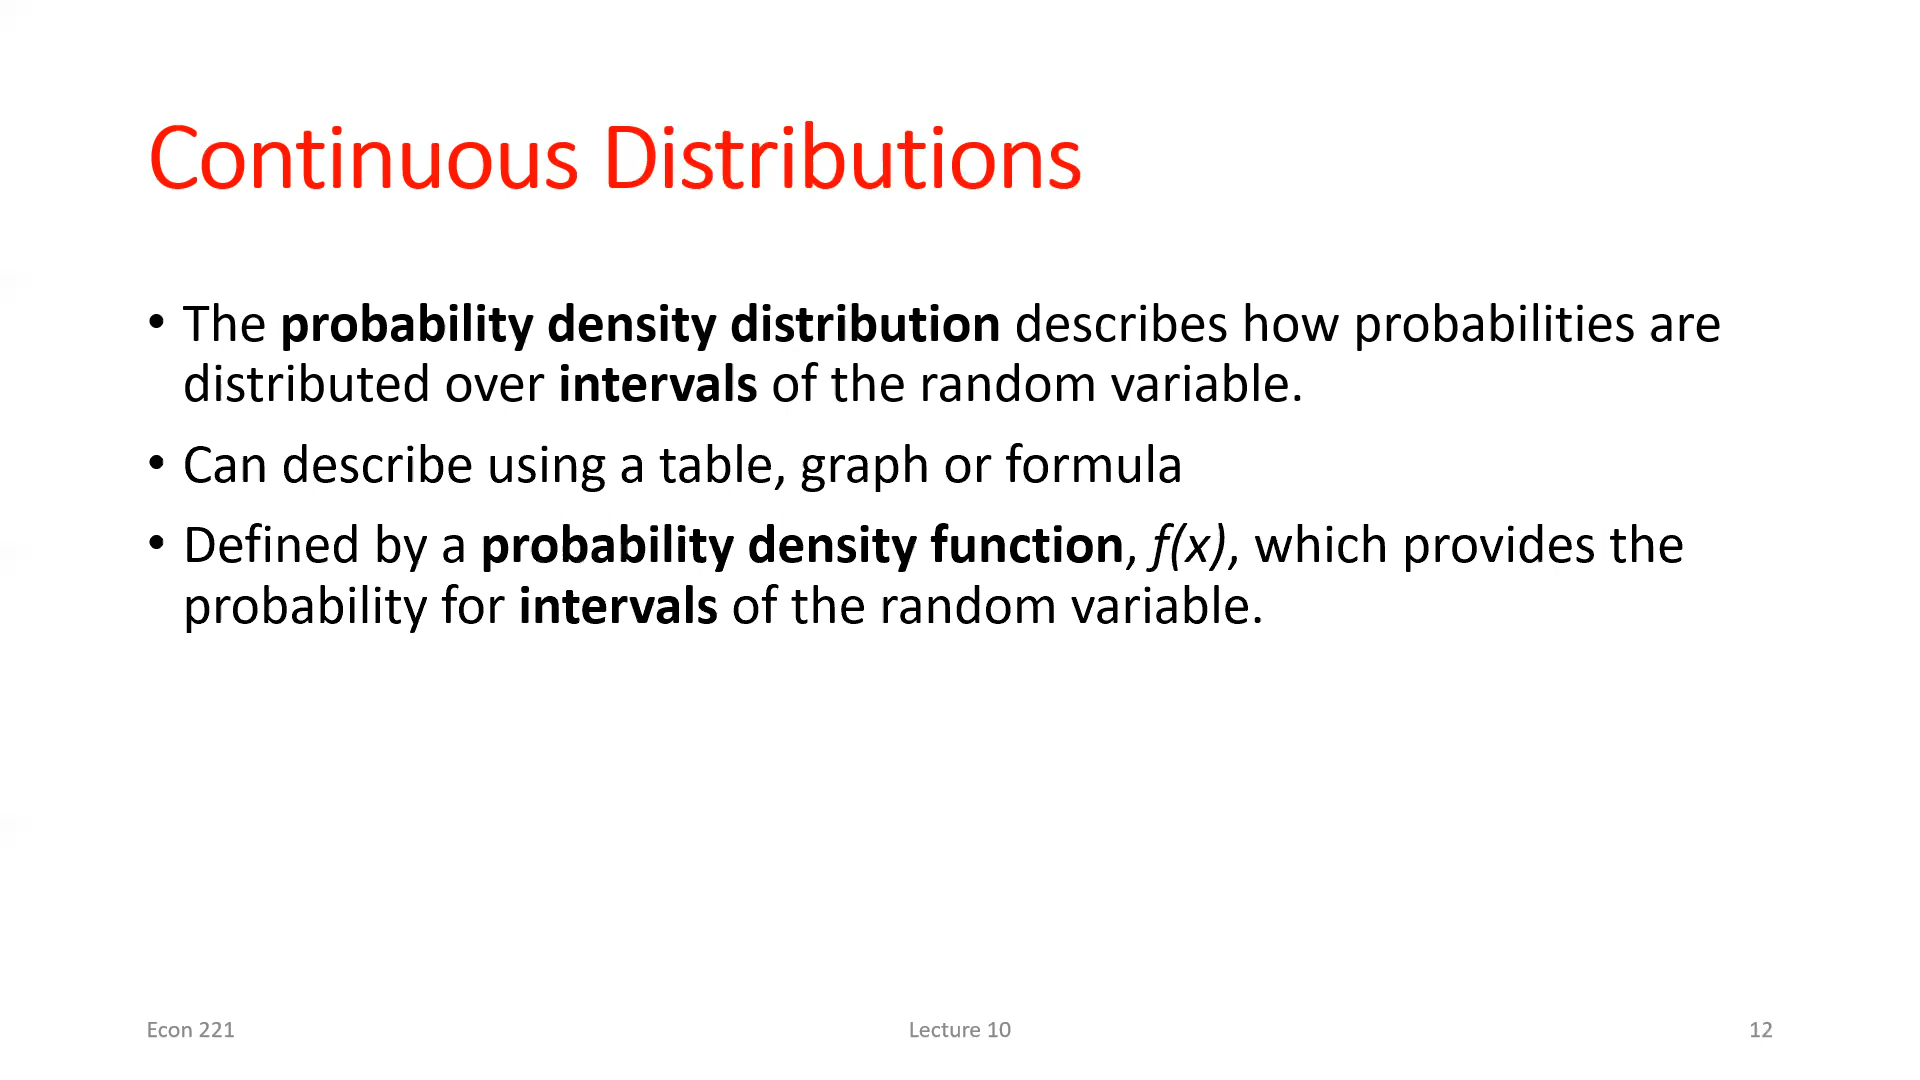 Continuous Distributions
• The probability density distribution describes how probabilities are
distributed over intervals of the random variable.
• Can describe using a table, graph or formula
• Defined by a probability density function, f(x), which provides the
probability for intervals of the random variable.
Econ 221
Lecture 10
12